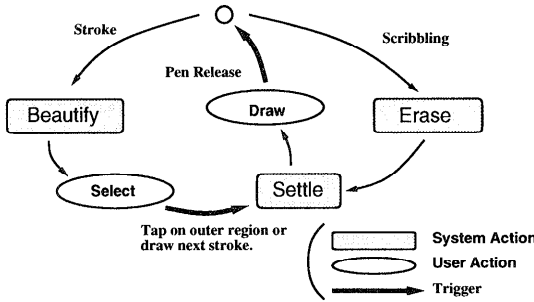 Stroke
Scribbling
Pen Release
Beautify
Draw
Erase
Select
Settle
Tap on outer region or
draw next stroke.
System Action
User Action
Trigger